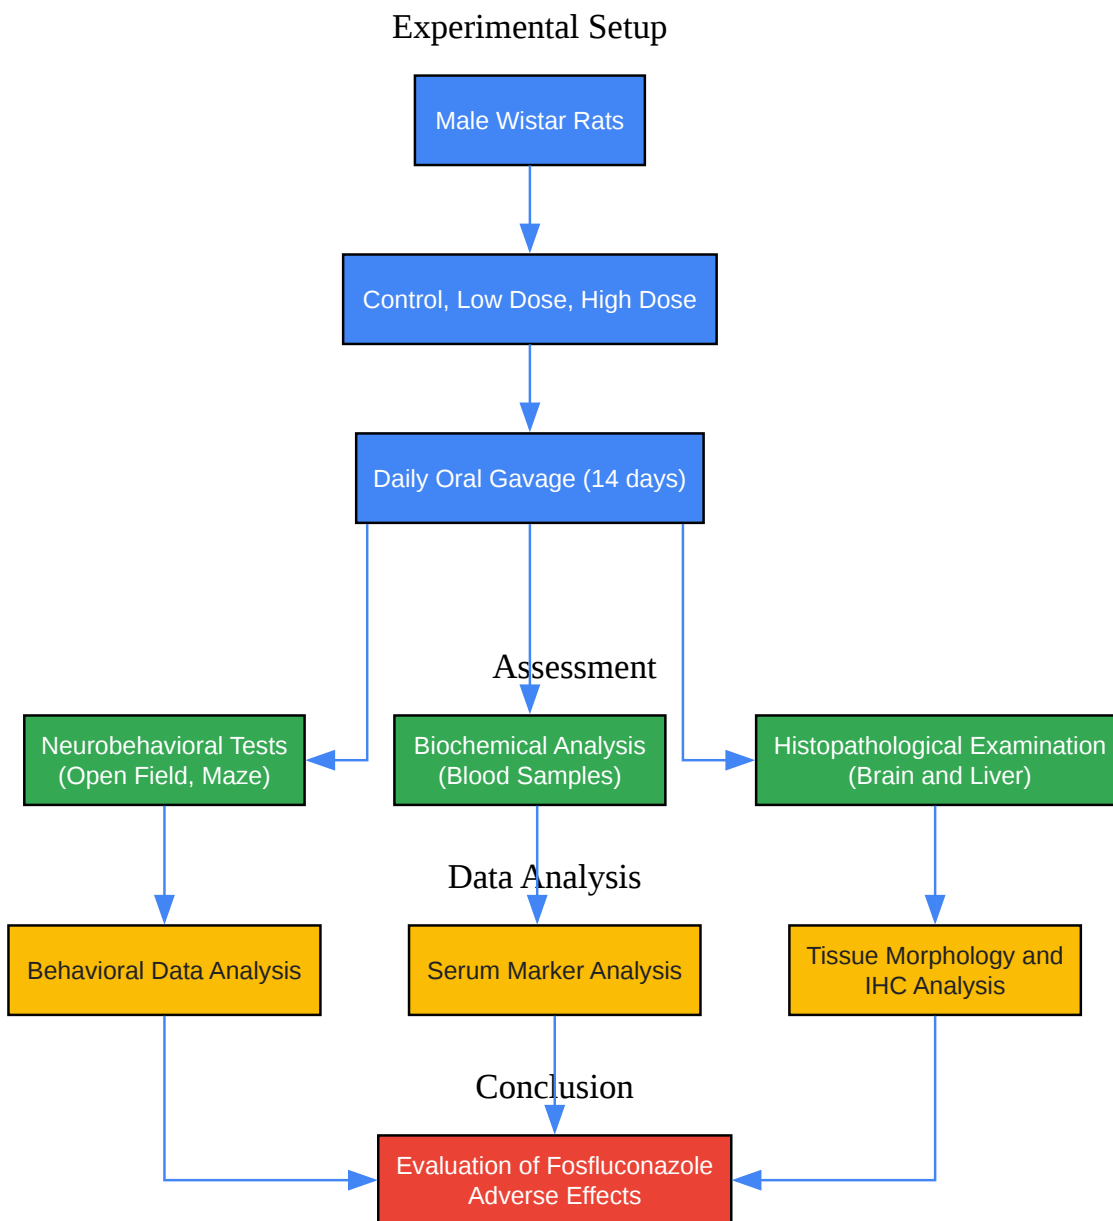 Experimental Setup
Male Wistar Rats
Control, Low Dose, High Dose
Daily Oral Gavage (14 days)
Assessment
Neurobehavioral Tests
(Open Field, Maze)
Biochemical Analysis
(Blood Samples)
Histopathological Examination
(Brain and Liver)
Data Analysis
Behavioral Data Analysis
Serum Marker Analysis
Tissue Morphology and
IHC Analysis
Conclusion
Evaluation of Fosfluconazole
Adverse Effects